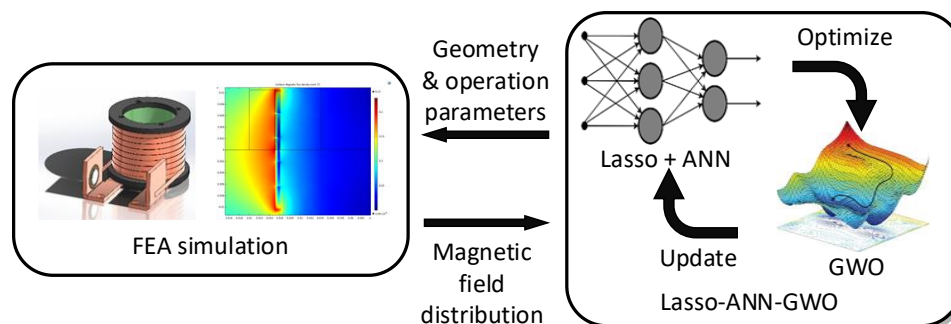 Geometry
& operation
parameters
FEA simulation
Magnetic
field
distribution
Optimize
Lasso + ANN
Update
GWO
Lasso-ANN-GWO